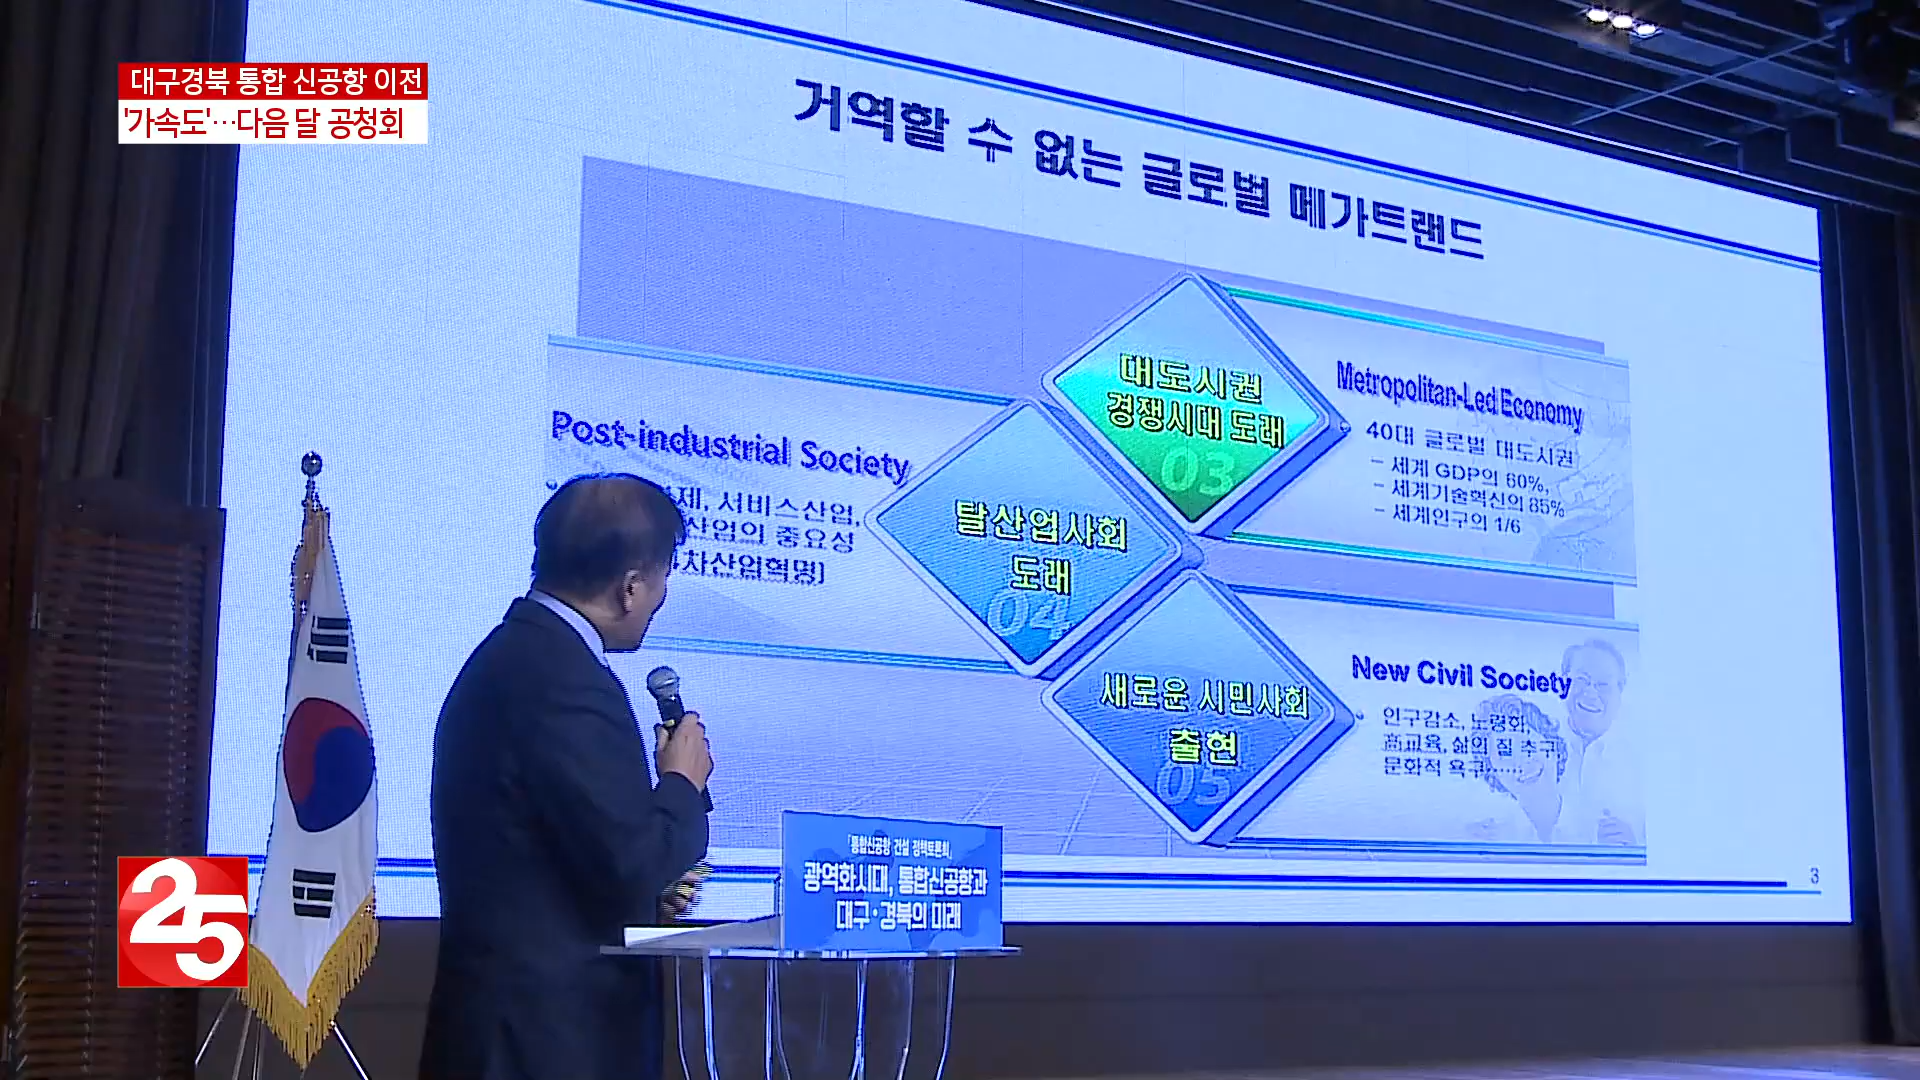 대구경북 통합 신공항 이전
'가속도'…다음 달 공청회
거역할 수 없는 글로벌 메가트랜드
대도시권
경쟁시대 도래
03
Metropolitan-Led Economy
40대 글로벌 대도시권
- 세계 GDP의 60%,
- 세계기술혁신의 85%
- 세계인구의 1/6
Post-industrial Society
제, 서비스산업,
산업의 중요성
4차산업혁명]
탈산업사회
도래
04
새로운 시민사회
출현
05
New Civil Society
인구감소, 노령화,
高교육, 삶의 질 추구,
문화적 욕구……
3
「통합신공항 건설 정책토론회」
광역화시대, 통합신공항과
대구·경북의 미래
25